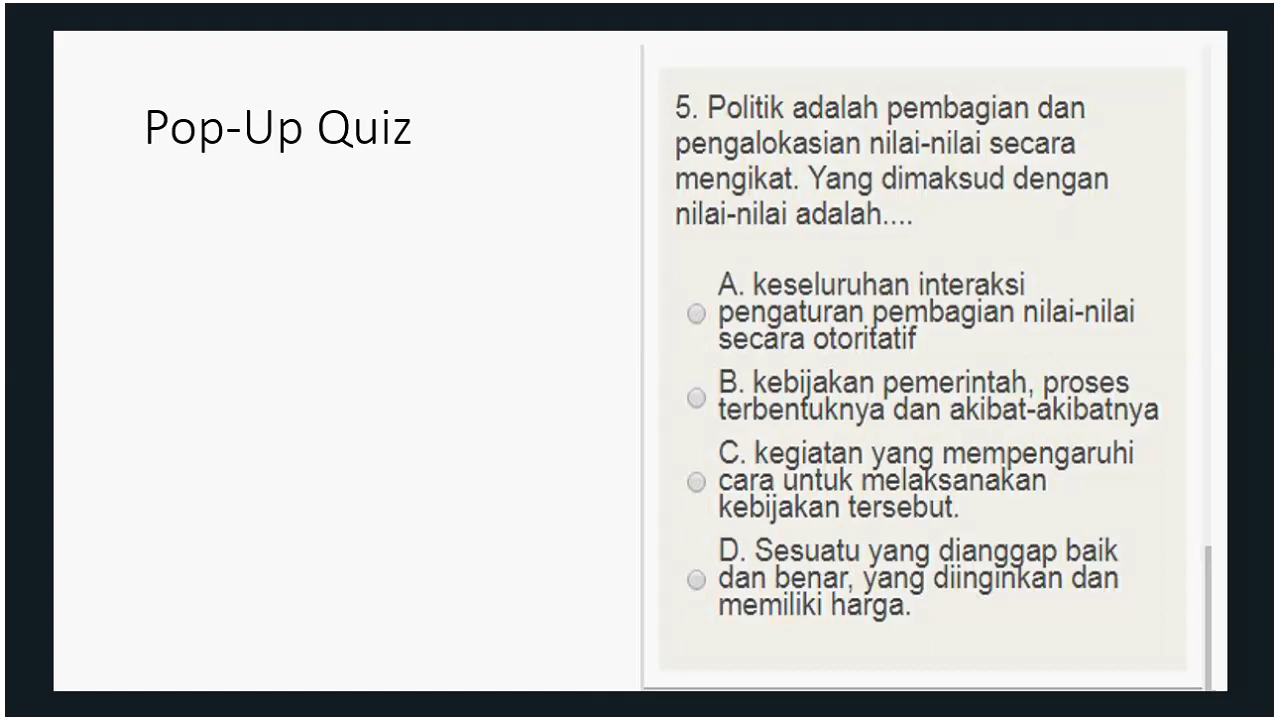 Pop-Up Quiz
5. Politik adalah pembagian dan
pengalokasian nilai-nilai secara
mengikat. Yang dimaksud dengan
nilai-nilai adalah....
A. keseluruhan interaksi
pengaturan pembagian nilai-nilai
secara otoritatif
B. kebijakan pemerintah, proses
terbentuknya dan akibat-akibatnya
C. kegiatan yang mempengaruhi
cara untuk melaksanakan
kebijakan tersebut.
D. Sesuatu yang dianggap baik
dan benar, yang diinginkan dan
memiliki harga.